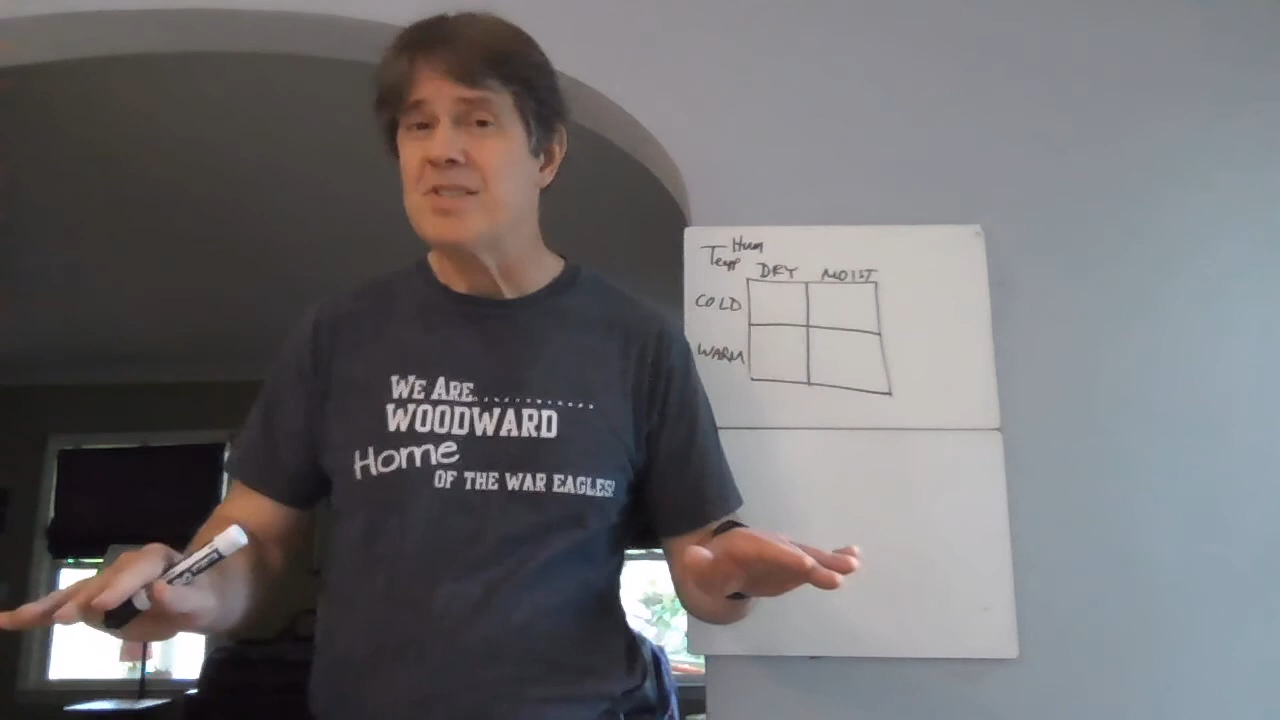 We Are............
WOODWARD
Home
OF THE WAR EAGLES!
Hum
Temp
DRY MOIST
COLD
WARM